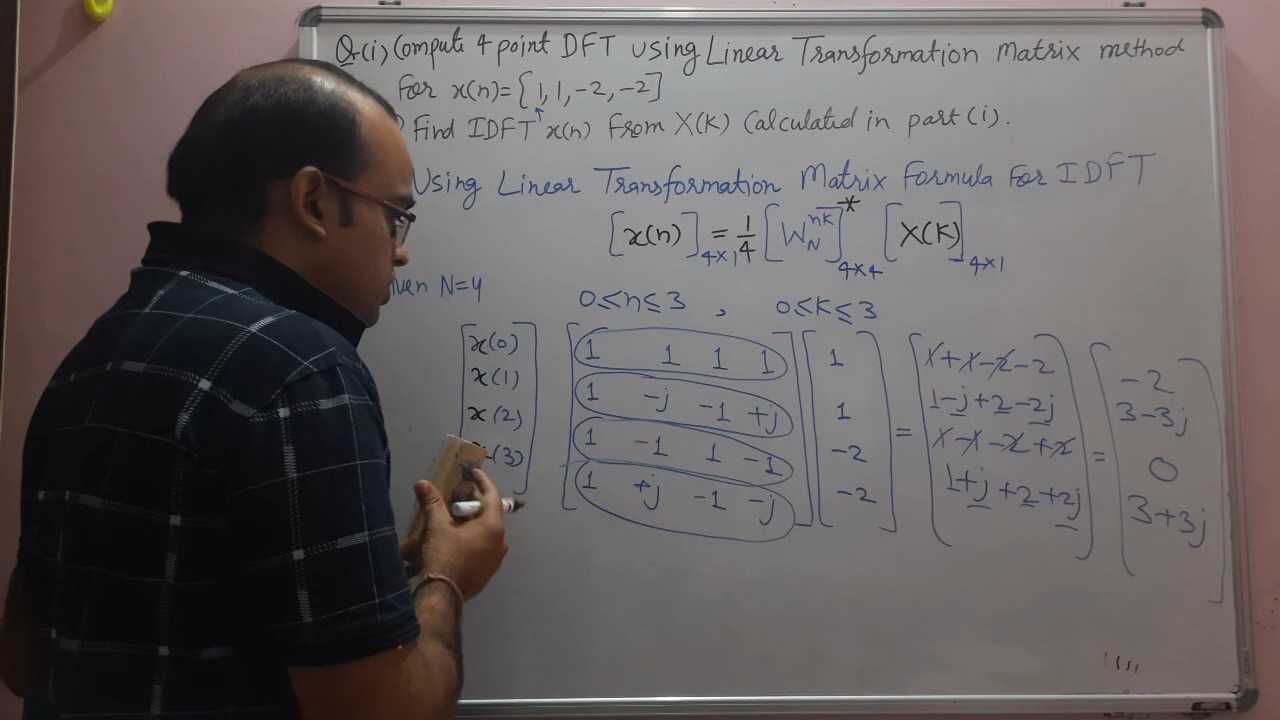 Q.(i) Compute 4 point DFT using Linear Transformation Matrix method
For x(n)={1, 1, -2, -2}
↑
) Find IDFT x(n) From X(K) Calculated in part (i).
Using Linear Transformation Matrix Formula For IDFT
[x(n)]4×1 = 1/4 [W_N^nk]*4×4 [X(K)]4×1
ven N=4
0≤n≤3 , 0≤K≤3
[x(0) [1 1 1 1] [1 [1+1-2-2 [-2
x(1) 1 -j -1 +j 1 1-j+2-2j 3-3j
x(2) 1 -1 1 -1 -2 = 1-1-2+2 = 0
(3)] 1 +j -1 -j] -2] 1+j+2+2j] 3+3j]